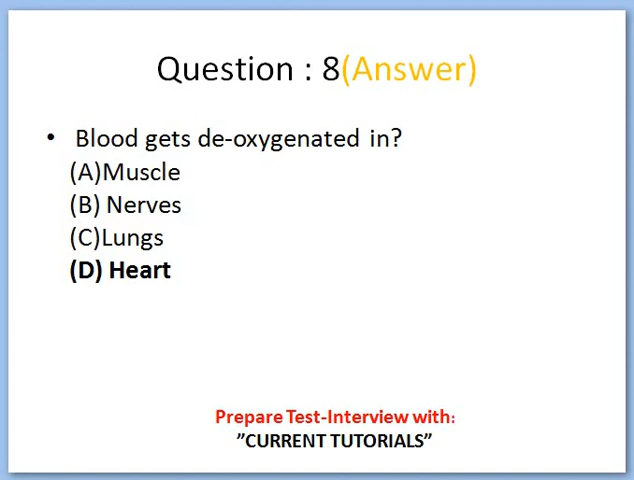 Question : 8(Answer)
• Blood gets de-oxygenated in?
(A)Muscle
(B) Nerves
(C)Lungs
(D) Heart
Prepare Test-Interview with:
”CURRENT TUTORIALS”